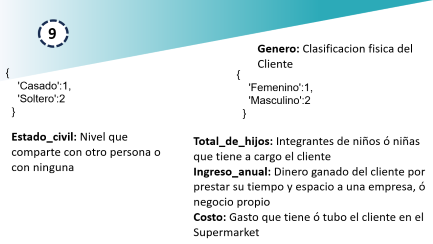 9
{
'Casado':1,
'Soltero':2
}
Estado_civil: Nivel que
comparte con otro persona o
con ninguna
Genero: Clasificacion fisica del
Cliente
{
'Femenino':1,
'Masculino':2
}
Total_de_hijos: Integrantes de niños ó niñas
que tiene a cargo el cliente
Ingreso_anual: Dinero ganado del cliente por
prestar su tiempo y espacio a una empresa, ó
negocio propio
Costo: Gasto que tiene ó tubo el cliente en el
Supermarket